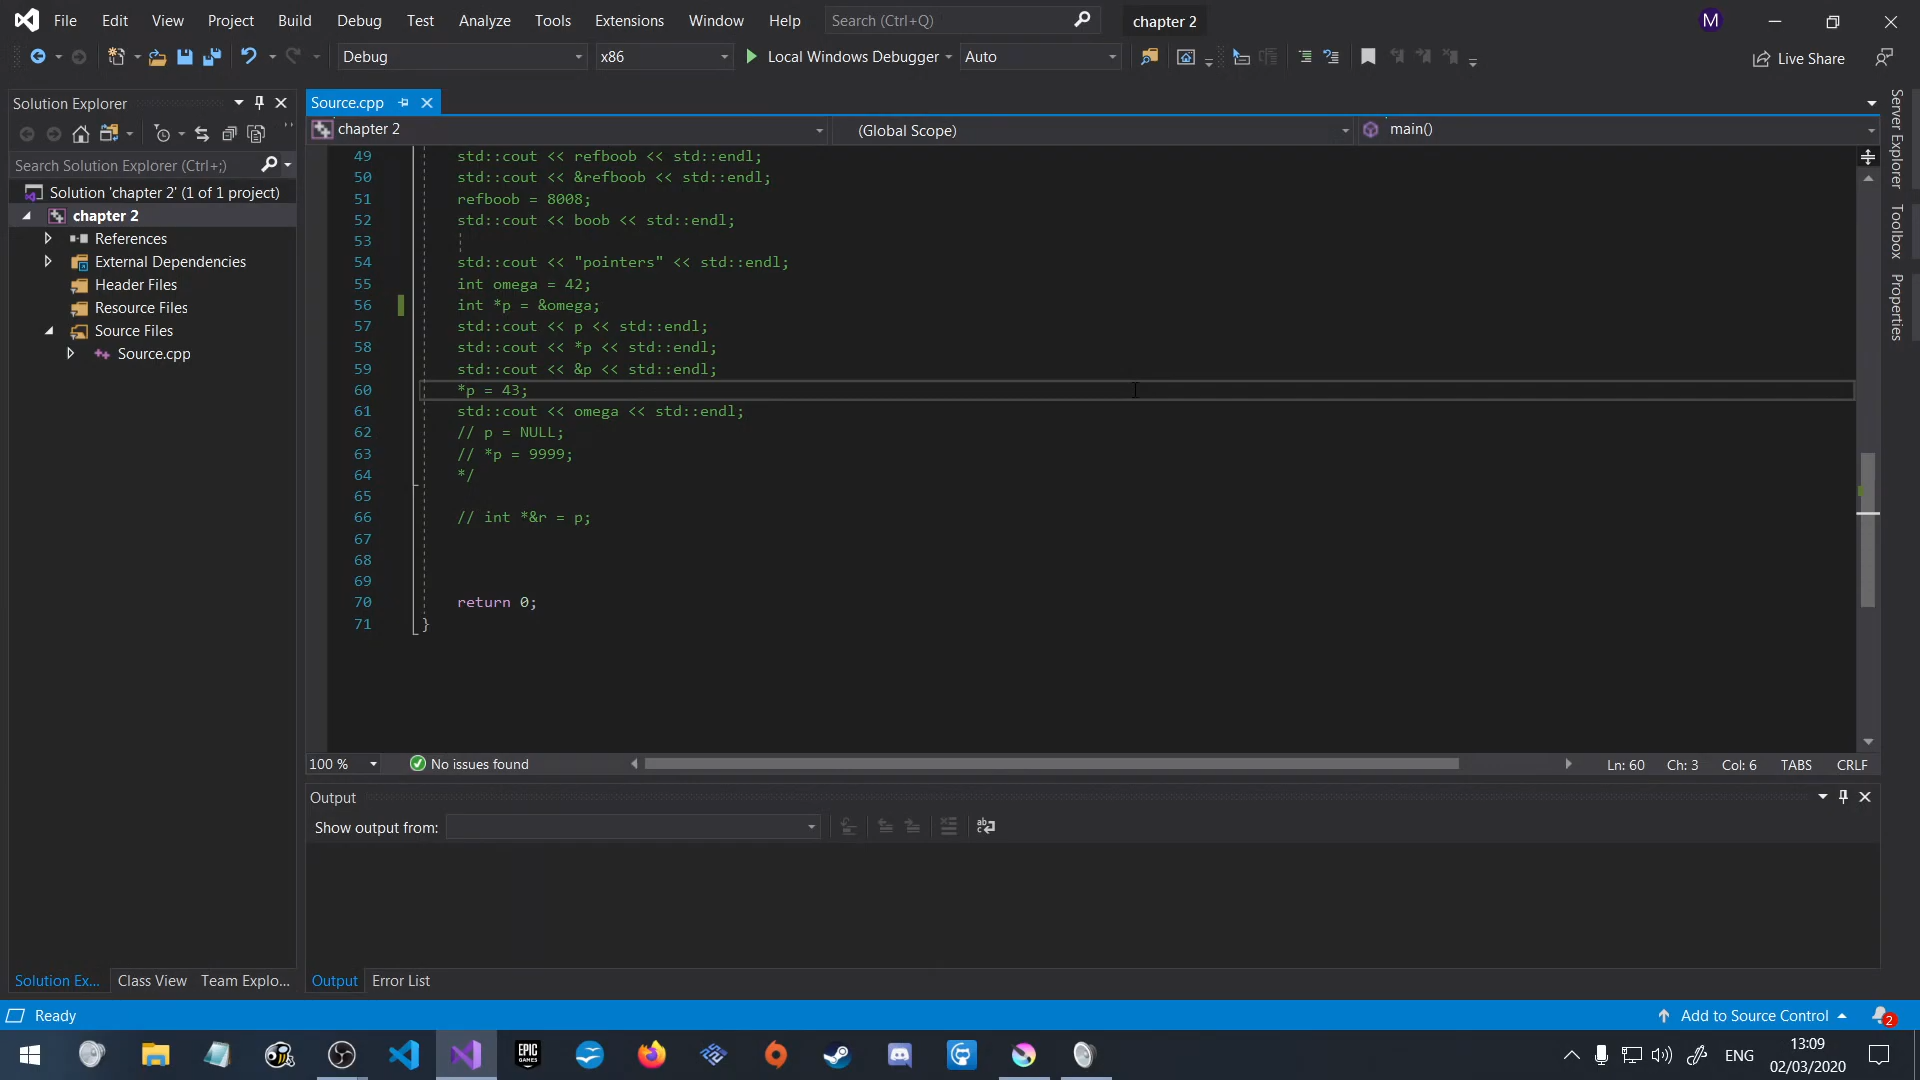 File Edit View Project Build Debug Test Analyze Tools Extensions Window Help Search (Ctrl+Q) chapter 2 M
Debug x86 Local Windows Debugger Auto Live Share
Solution Explorer
Search Solution Explorer (Ctrl+;)
Solution 'chapter 2' (1 of 1 project)
chapter 2
References
External Dependencies
Header Files
Resource Files
Source Files
Source.cpp
Solution Ex... Class View Team Explo...
Source.cpp
chapter 2 (Global Scope) main()
49 std::cout << refboob << std::endl;
50 std::cout << &refboob << std::endl;
51 refboob = 8008;
52 std::cout << boob << std::endl;
53
54 std::cout << "pointers" << std::endl;
55 int omega = 42;
56 int *p = &omega;
57 std::cout << p << std::endl;
58 std::cout << *p << std::endl;
59 std::cout << &p << std::endl;
60 *p = 43;
61 std::cout << omega << std::endl;
62 // p = NULL;
63 // *p = 9999;
64 */
65
66 // int *&r = p;
67
68
69
70 return 0;
71 }
100 % No issues found Ln: 60 Ch: 3 Col: 6 TABS CRLF
Output
Show output from:
Output Error List
Server Explorer
Toolbox
Properties
Ready Add to Source Control 2
EPIC GAMES
ENG 13:09
02/03/2020